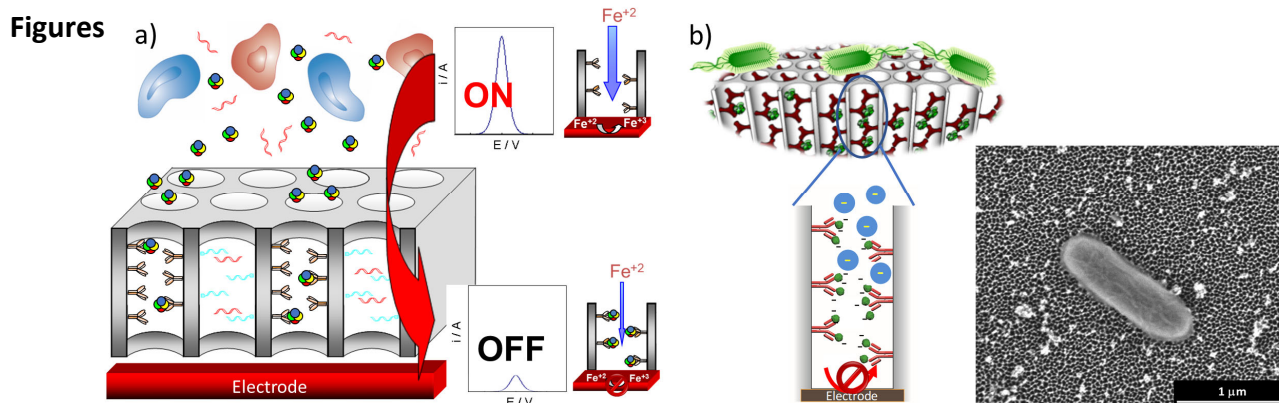 Figures
a)
i / A
ON
E / V
Fe+2
Fe+2 Fe+3
i / A
OFF
E / V
Fe+2
Fe+2 Fe+3
Electrode
b)
- - - -
Electrode
1 µm